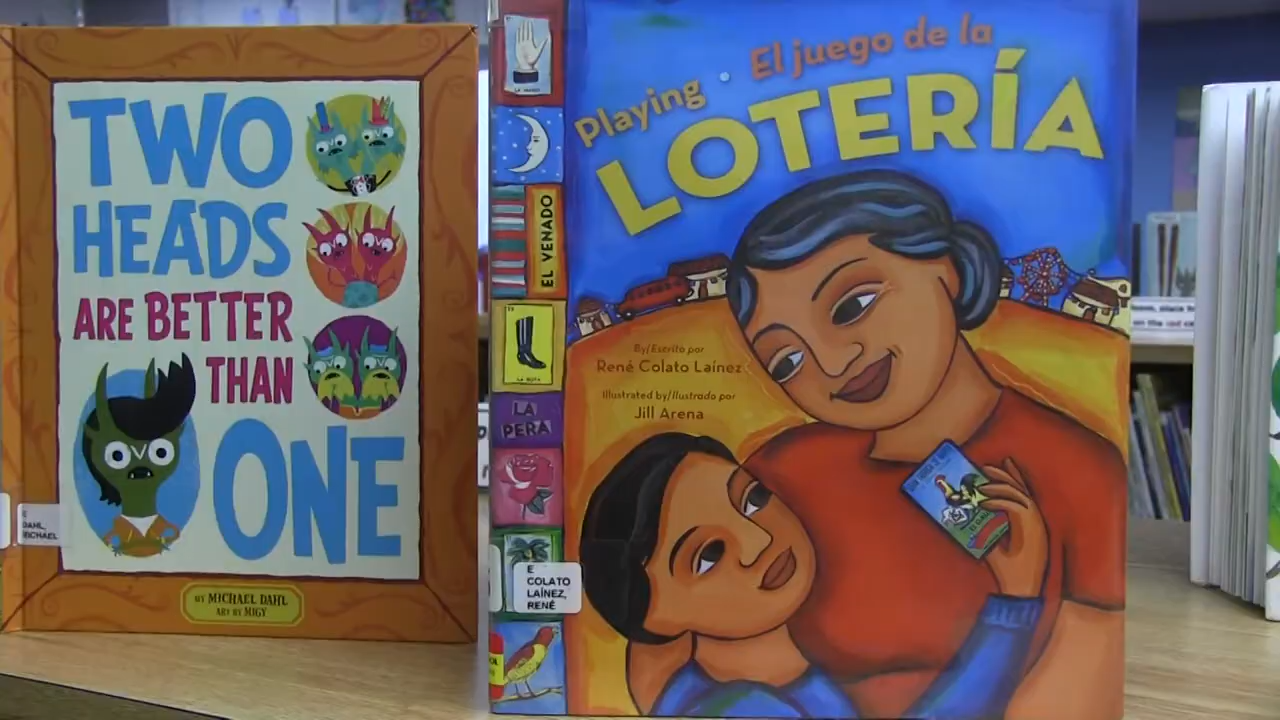 TWO
HEADS
ARE BETTER
THAN
ONE
BY MICHAEL DAHL
ART BY MIGY
E
DAHL,
MICHAEL
Playing • El juego de la
LOTERÍA
By/Escrito por
René Colato Laínez
Illustrated by/Ilustrado por
Jill Arena
LA MANO
EL VENADO
LA BOTA
LA
PERA
E
COLATO
LAÍNEZ,
RENÉ